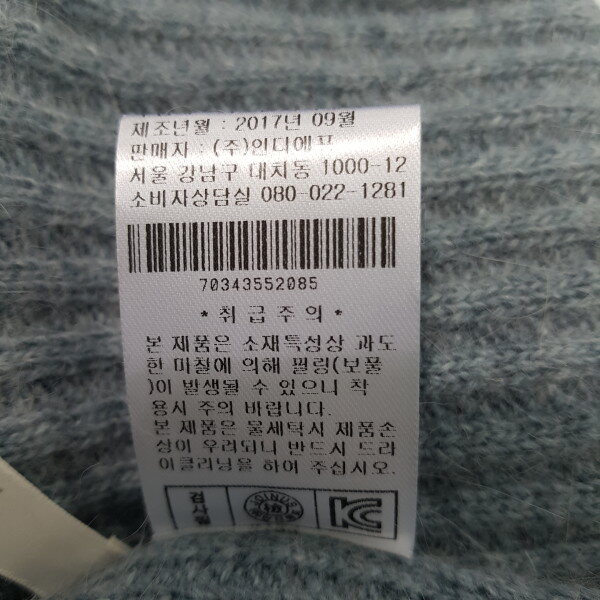 제조년월 : 2017년 09월
판매자 : (주)인디에프
서울 강남구 대치동 1000-12
소비자상담실 080-022-1281
70343552085
* 취 급 주 의 *
본 제품은 소재특성상 과도
한 마찰에 의해 필링(보풀
)이 발생될 수 있으니 착
용시 주의 바랍니다.
본 제품은 물세탁시 제품손
상이 우려되니 반드시 드라
이클리닝을 하여 주십시오.
검사필
JOINUS
KC